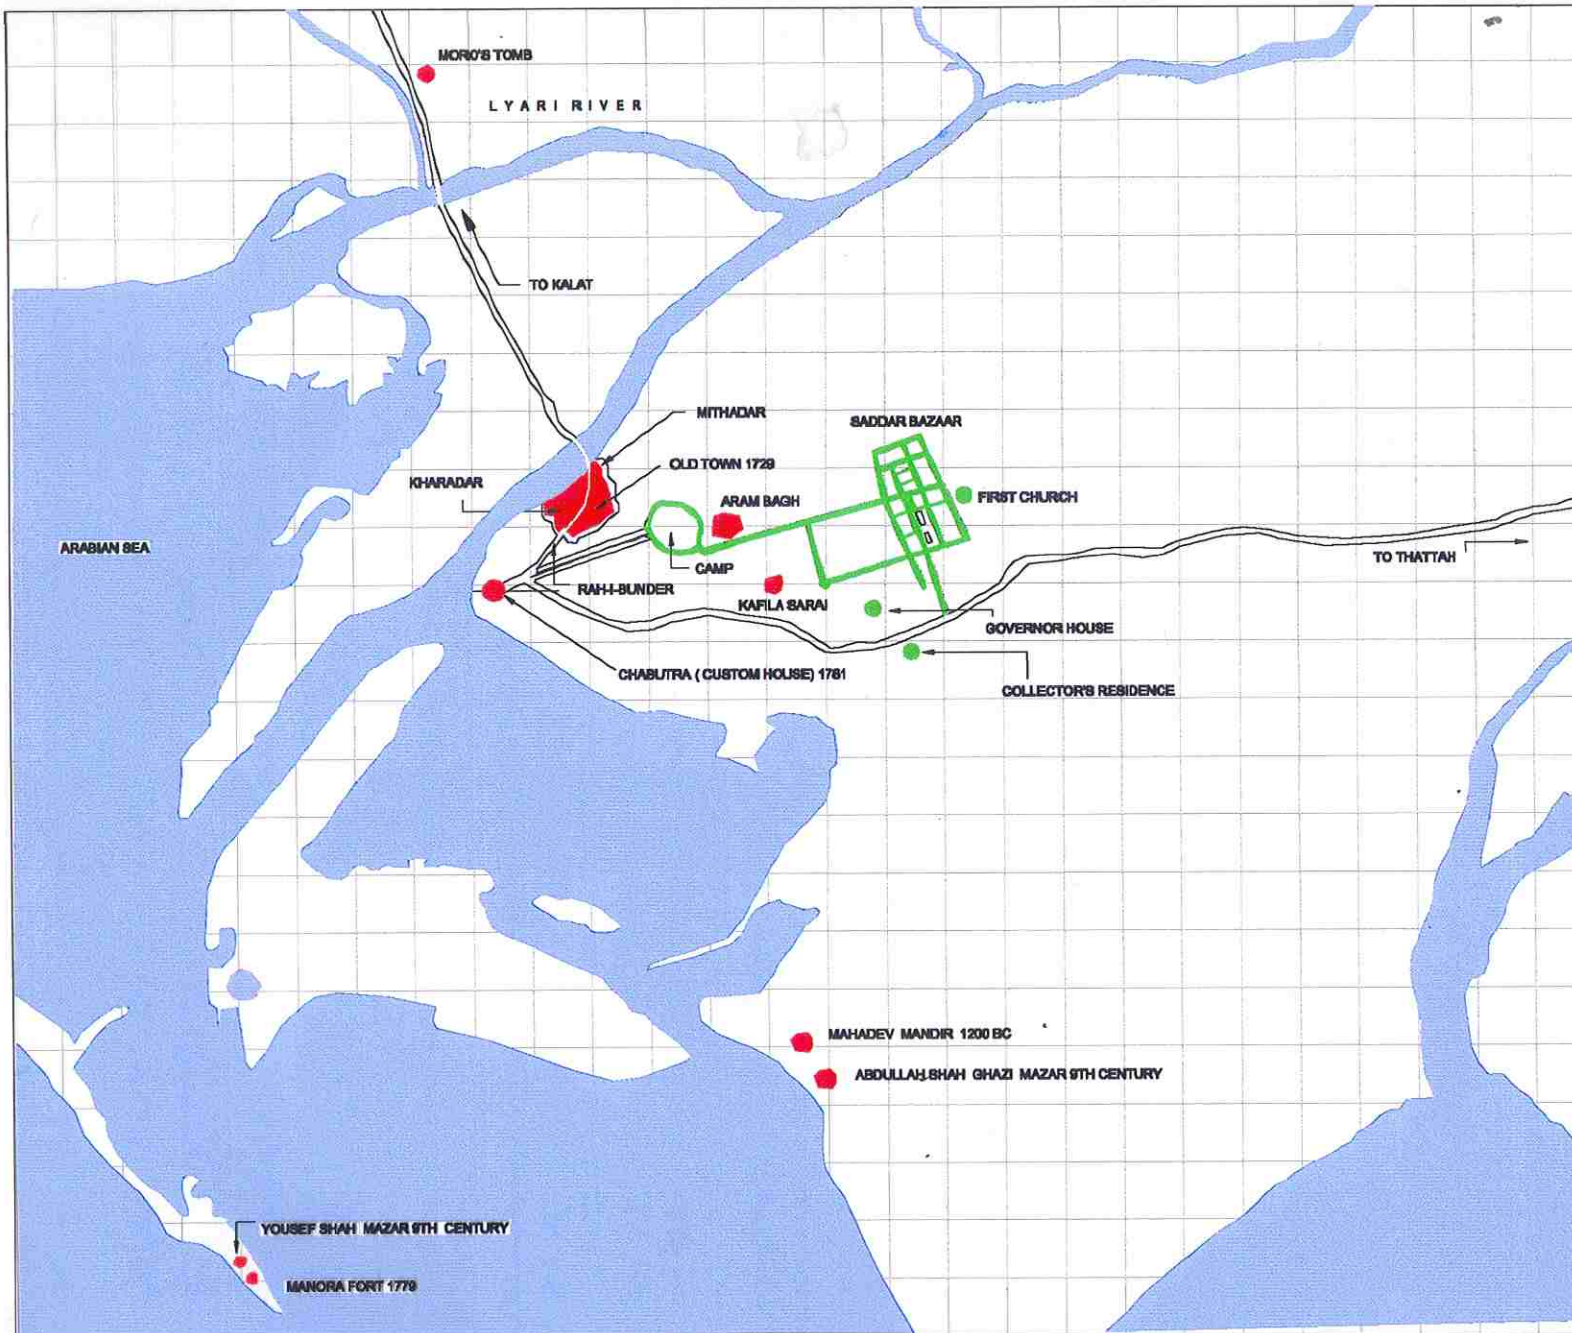 MORIO'S TOMB
LYARI RIVER
TO KALAT
MITHADAR
SADDAR BAZAAR
OLD TOWN 1729
KHARADAR
ARAM BAGH
FIRST CHURCH
ARABIAN SEA
TO THATTAH
CAMP
RAH-I-BUNDER
KAFILA SARAI
GOVERNOR HOUSE
CHABUTRA ( CUSTOM HOUSE) 1781
COLLECTOR'S RESIDENCE
MAHADEV MANDIR 1200 BC
ABDULLAH SHAH GHAZI MAZAR 9TH CENTURY
YOUSEF SHAH MAZAR 9TH CENTURY
MANORA FORT 1779